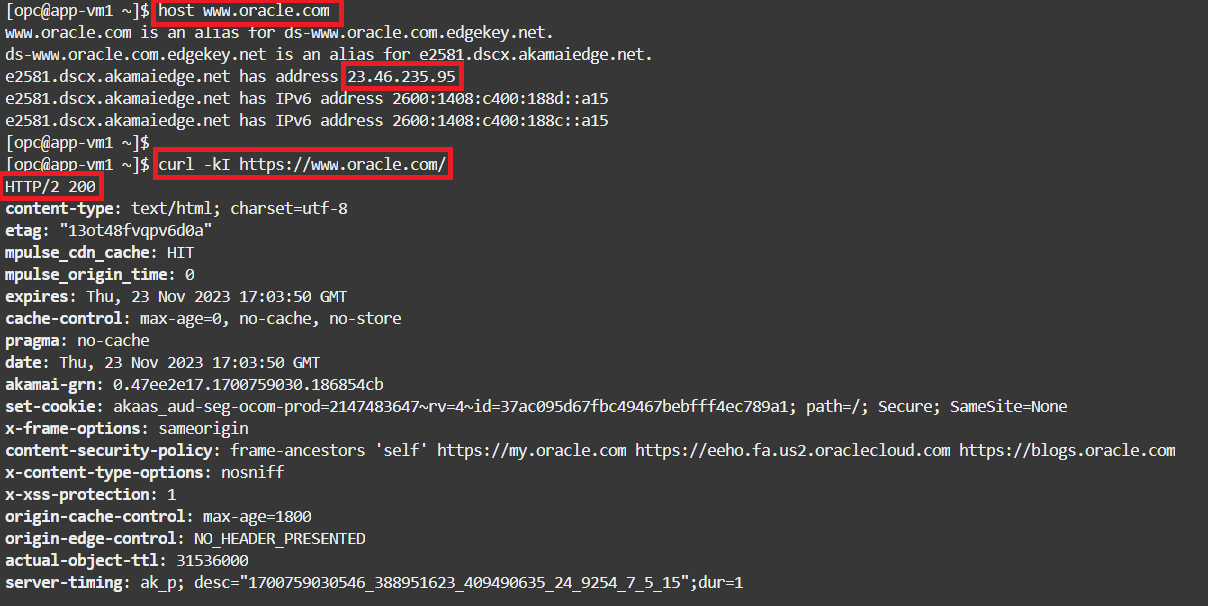 [opc@app-vm1 ~]$ host www.oracle.com
www.oracle.com is an alias for ds-www.oracle.com.edgekey.net.
ds-www.oracle.com.edgekey.net is an alias for e2581.dscx.akamaiedge.net.
e2581.dscx.akamaiedge.net has address 23.46.235.95
e2581.dscx.akamaiedge.net has IPv6 address 2600:1408:c400:188d::a15
e2581.dscx.akamaiedge.net has IPv6 address 2600:1408:c400:188c::a15
[opc@app-vm1 ~]$
[opc@app-vm1 ~]$ curl -kI https://www.oracle.com/
HTTP/2 200
content-type: text/html; charset=utf-8
etag: "13ot48fvqpv6d0a"
mpulse_cdn_cache: HIT
mpulse_origin_time: 0
expires: Thu, 23 Nov 2023 17:03:50 GMT
cache-control: max-age=0, no-cache, no-store
pragma: no-cache
date: Thu, 23 Nov 2023 17:03:50 GMT
akamai-grn: 0.47ee2e17.1700759030.186854cb
set-cookie: akaas_aud-seg-ocom-prod=2147483647~rv=4~id=37ac095d67fbc49467bebfff4ec789a1; path=/; Secure; SameSite=None
x-frame-options: sameorigin
content-security-policy: frame-ancestors 'self' https://my.oracle.com https://eeho.fa.us2.oraclecloud.com https://blogs.oracle.com
x-content-type-options: nosniff
x-xss-protection: 1
origin-cache-control: max-age=1800
origin-edge-control: NO_HEADER_PRESENTED
actual-object-ttl: 31536000
server-timing: ak_p; desc="1700759030546_388951623_409490635_24_9254_7_5_15";dur=1